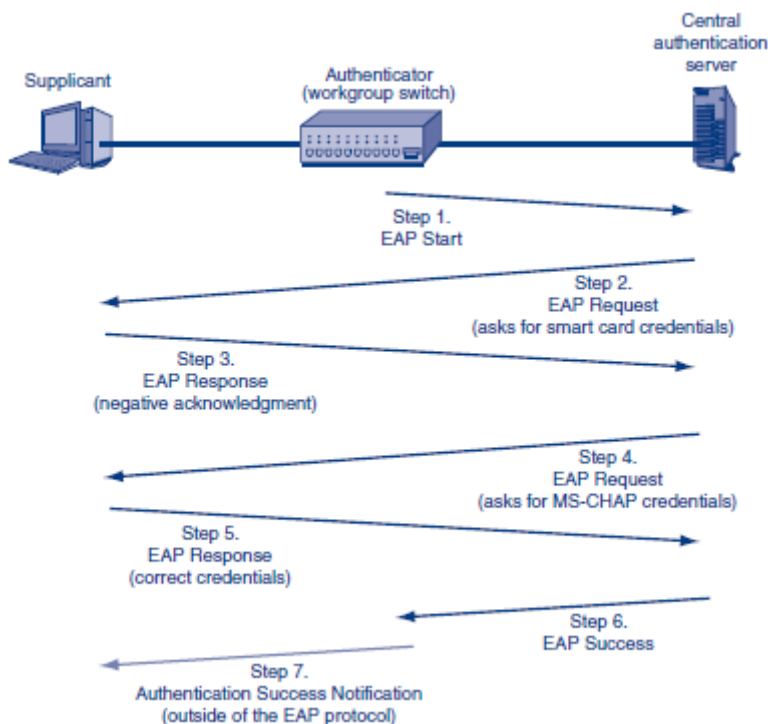 Supplicant
Authenticator
(workgroup switch)
Central
authentication
server
Step 1.
EAP Start
Step 2.
EAP Request
(asks for smart card credentials)
Step 3.
EAP Response
(negative acknowledgment)
Step 4.
EAP Request
(asks for MS-CHAP credentials)
Step 5.
EAP Response
(correct credentials)
Step 6.
EAP Success
Step 7.
Authentication Success Notification
(outside of the EAP protocol)